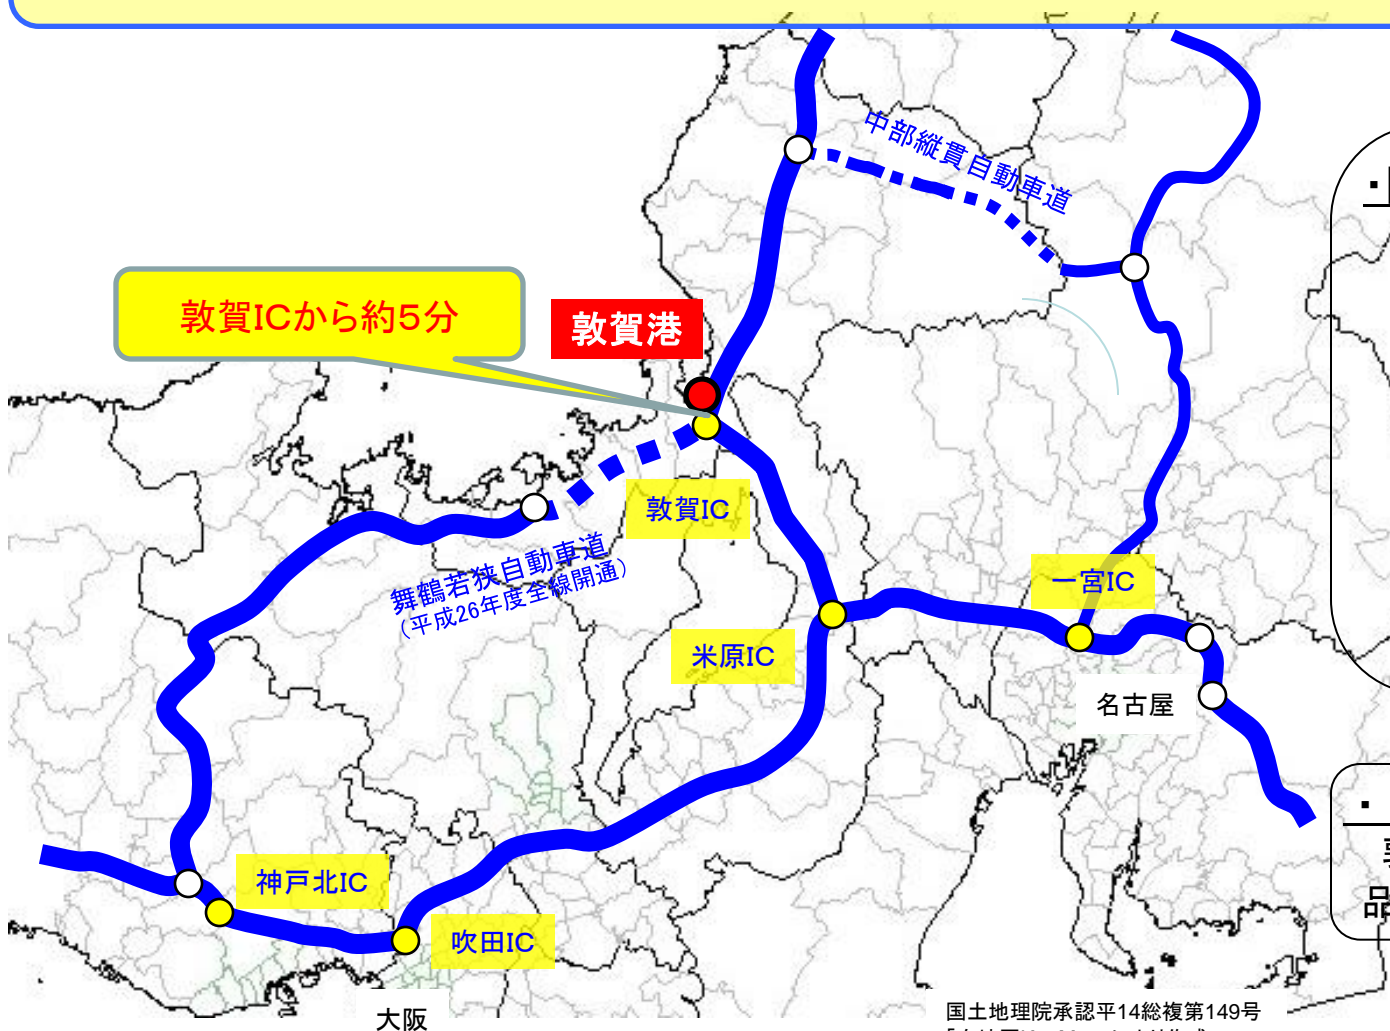 中部縦貫自動車道
敦賀ICから約5分
敦賀港
敦賀IC
舞鶴若狭自動車道
(平成26年度全線開通)
一宮IC
米原IC
名古屋
神戸北IC
吹田IC
品
大阪
国土地理院承認平14総複第149号